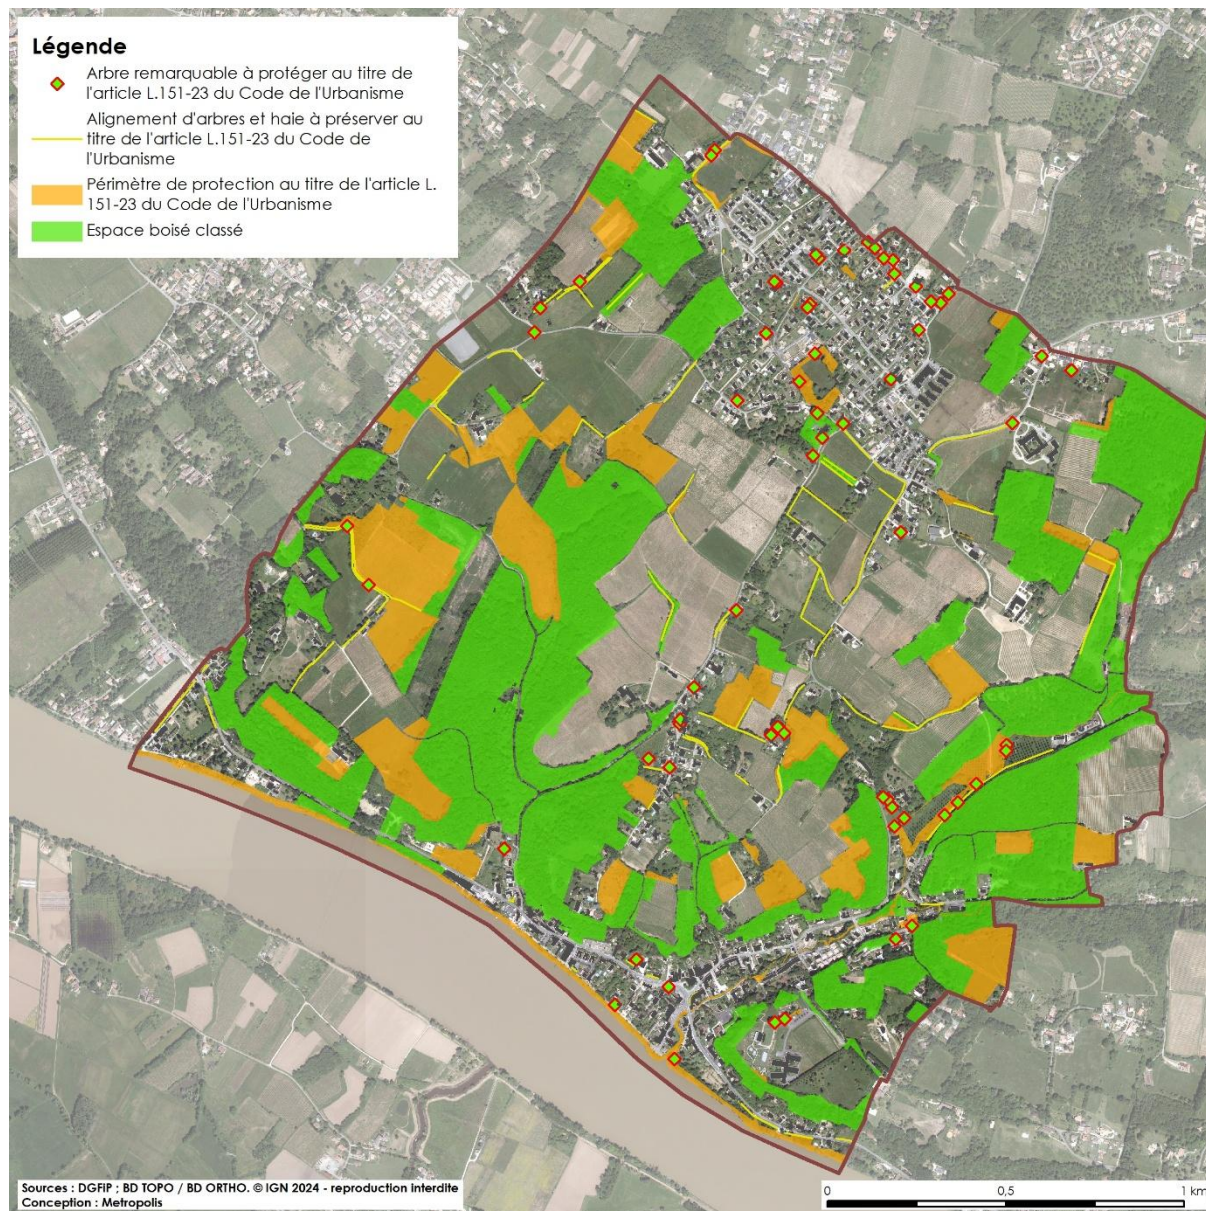 Légende
Arbre remarquable à protéger au titre de
l'article L.151-23 du Code de l'Urbanisme
Alignement d'arbres et haie à préserver au
titre de l'article L.151-23 du Code de
l'Urbanisme
Périmètre de protection au titre de l'article L.
151-23 du Code de l'Urbanisme
Espace boisé classé
Sources : DGFiP ; BD TOPO / BD ORTHO. © IGN 2024 - reproduction interdite
Conception : Metropolis
0 0,5 1 km